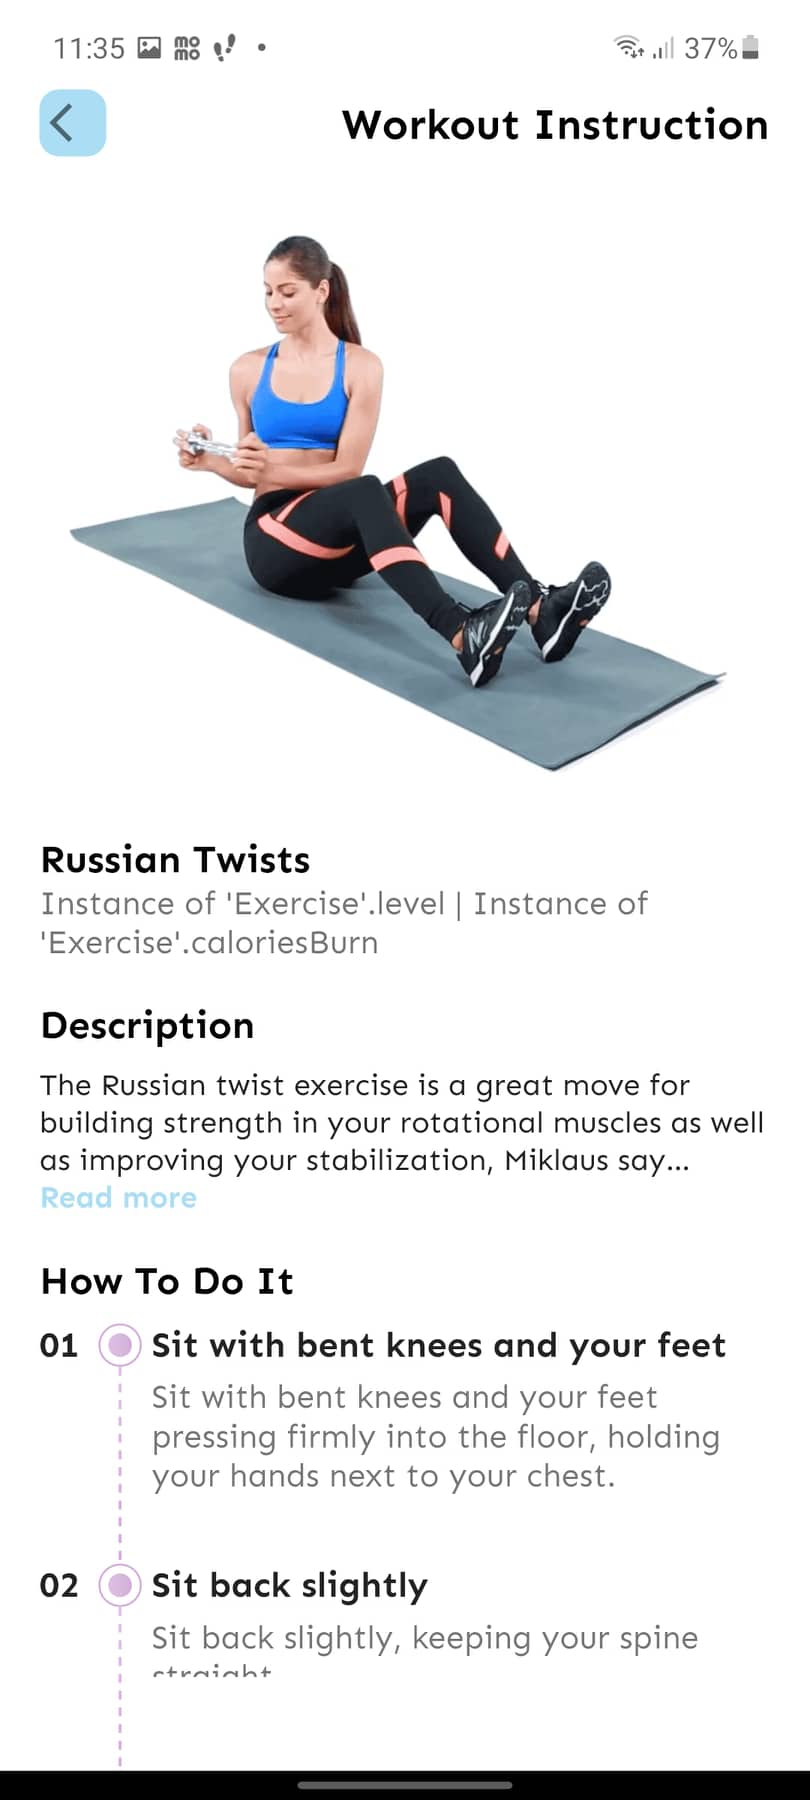 11:35
momo
37%
Workout Instruction
Russian Twists
Instance of 'Exercise'.level | Instance of
'Exercise'.caloriesBurn
Description
The Russian twist exercise is a great move for
building strength in your rotational muscles as well
as improving your stabilization, Miklaus say...
Read more
How To Do It
01 Sit with bent knees and your feet
Sit with bent knees and your feet
pressing firmly into the floor, holding
your hands next to your chest.
02 Sit back slightly
Sit back slightly, keeping your spine
straight